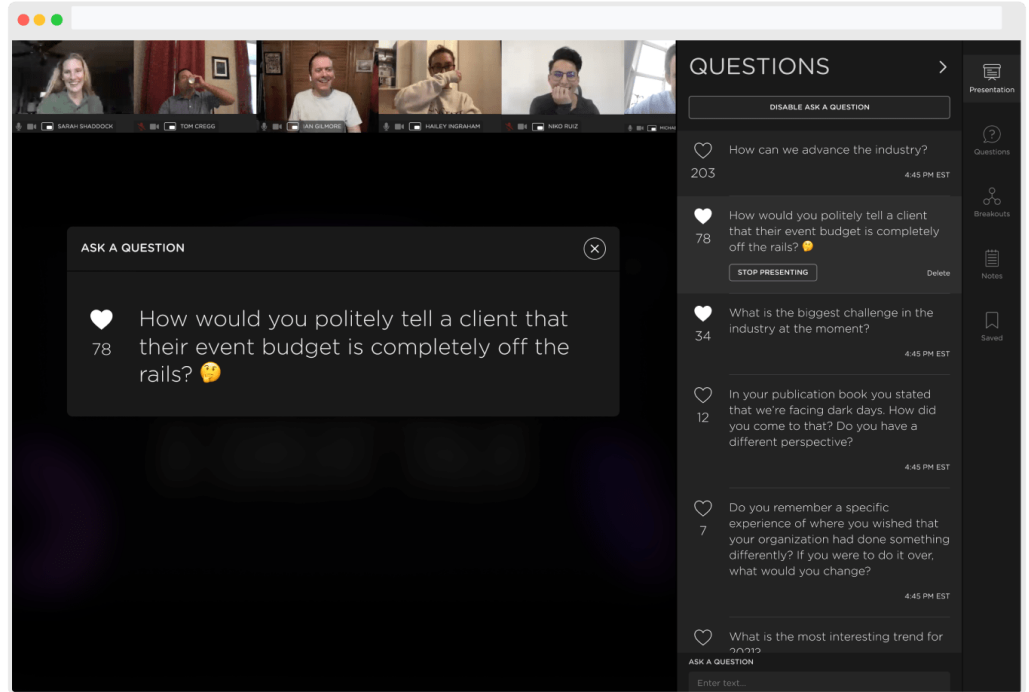 SARAH SHADDOCK
TOM CREGG
IAN GILMORE
HAILEY INGRAHAM
NIKO RUIZ
ASK A QUESTION
78
How would you politely tell a client that
their event budget is completely off the
rails? 🤔
QUESTIONS
DISABLE ASK A QUESTION
How can we advance the industry?
203
4:45 PM EST
How would you politely tell a client
78
that their event budget is completely
off the rails? 🤔
STOP PRESENTING
Delete
What is the biggest challenge in the
34
industry at the moment?
4:45 PM EST
In your publication book you stated
that we're facing dark days. How did
12
you come to that? Do you have a
different perspective?
4:45 PM EST
Do you remember a specific
experience of where you wished that
7
your organization had done something
differently? If you were to do it over,
what would you change?
4:45 PM EST
What is the most interesting trend for
2021?
ASK A QUESTION
Enter text...
Presentation
Questions
Breakouts
Notes
Saved